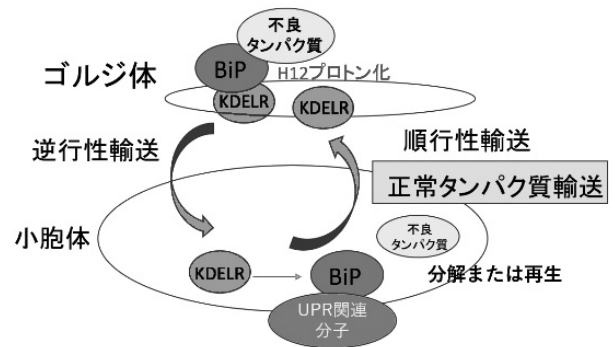 不良
タンパク質
BiP
H12プロトン化
ゴルジ体
KDELR
KDELR
逆行性輸送
順行性輸送
正常タンパク質輸送
小胞体
不良
タンパク質
KDELR
BiP
分解または再生
UPR関連
分子